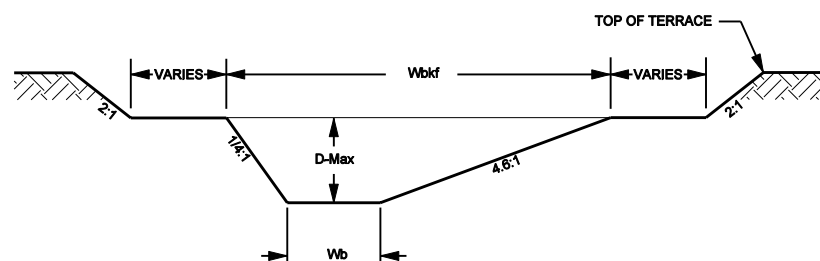 TOP OF TERRACE
VARIES
Wbkf
VARIES
2:1
2:1
1/4:1
D-Max
4.6:1
Wb